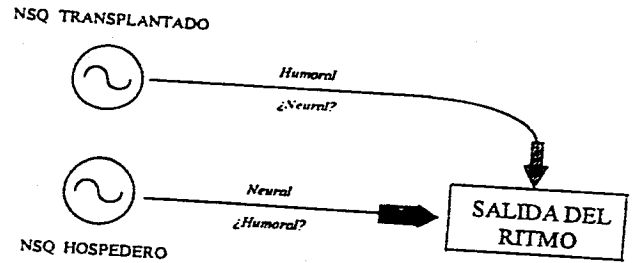 NSQ TRANSPLANTADO
Humoral
¿Neural?
Neural
¿Humoral?
NSQ HOSPEDERO
SALIDA DEL
RITMO